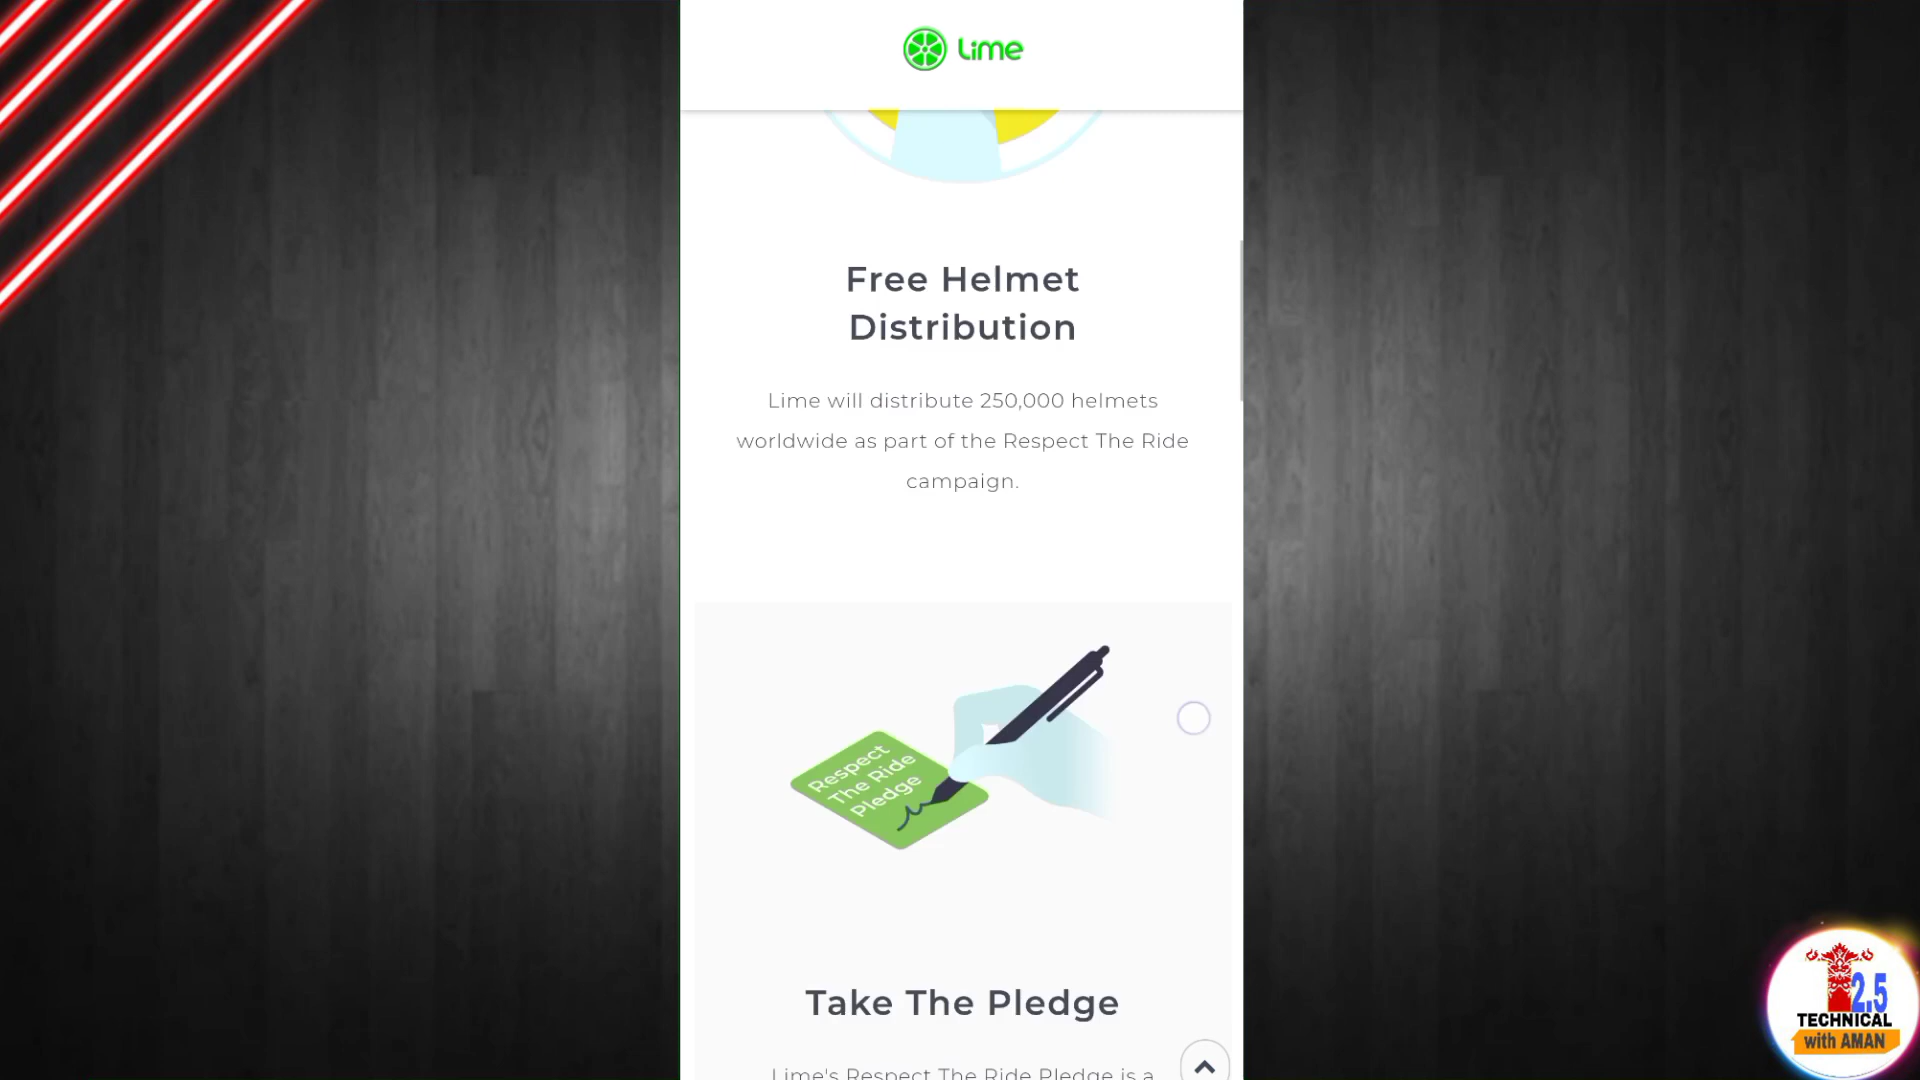 Lime
Free Helmet
Distribution
Lime will distribute 250,000 helmets
worldwide as part of the Respect The Ride
campaign.
Respect
The Ride
Pledge
Take The Pledge
Lime's Respect The Ride Pledge is a
2.5
TECHNICAL
with AMAN